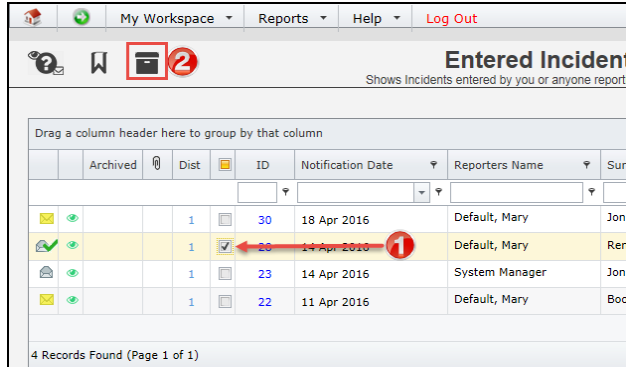 My Workspace Reports Help Log Out
2
Entered Inciden
Shows Incidents entered by you or anyone report
Drag a column header here to group by that column
Archived Dist ID Notification Date Reporters Name Sur
1 30 18 Apr 2016 Default, Mary Jon
1 14 Apr 2016 1 Default, Mary Ren
1 23 14 Apr 2016 System Manager Jon
1 22 11 Apr 2016 Default, Mary Boo
4 Records Found (Page 1 of 1)